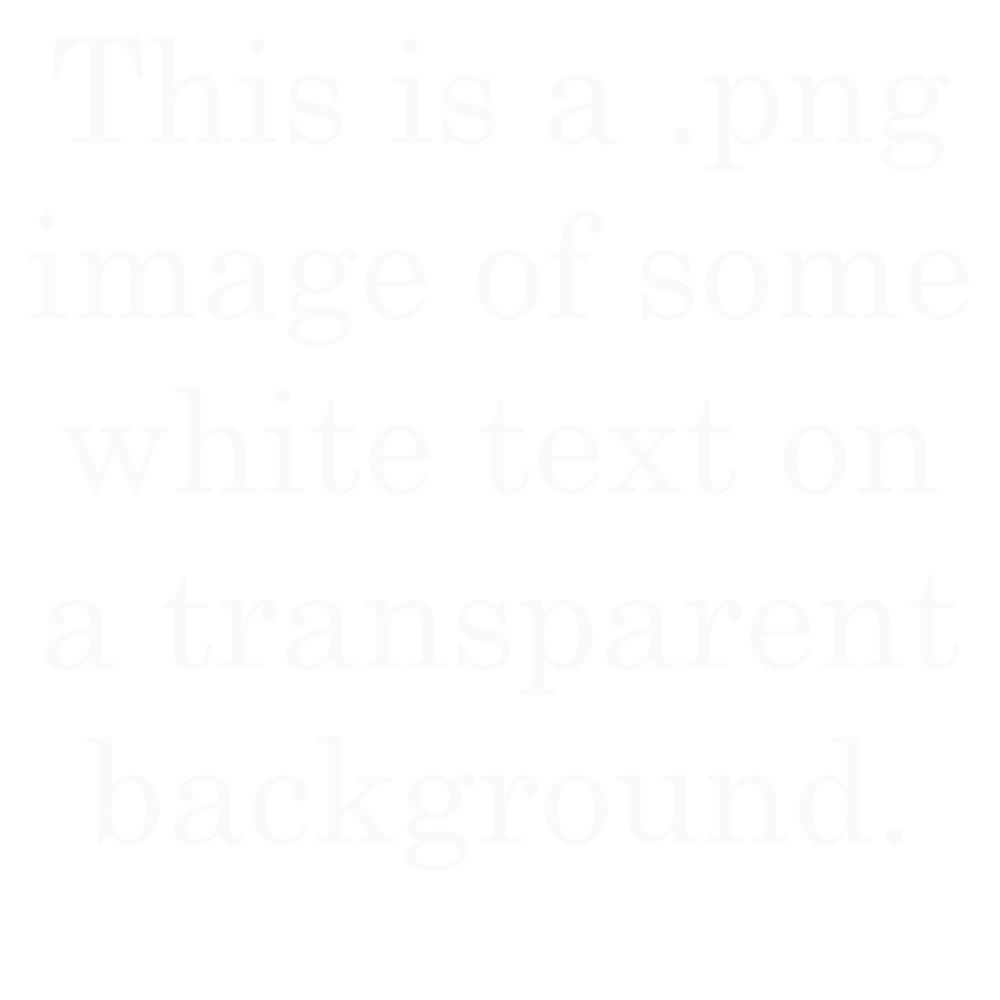 This is a .png
image of some
white text on
a transparent
background.